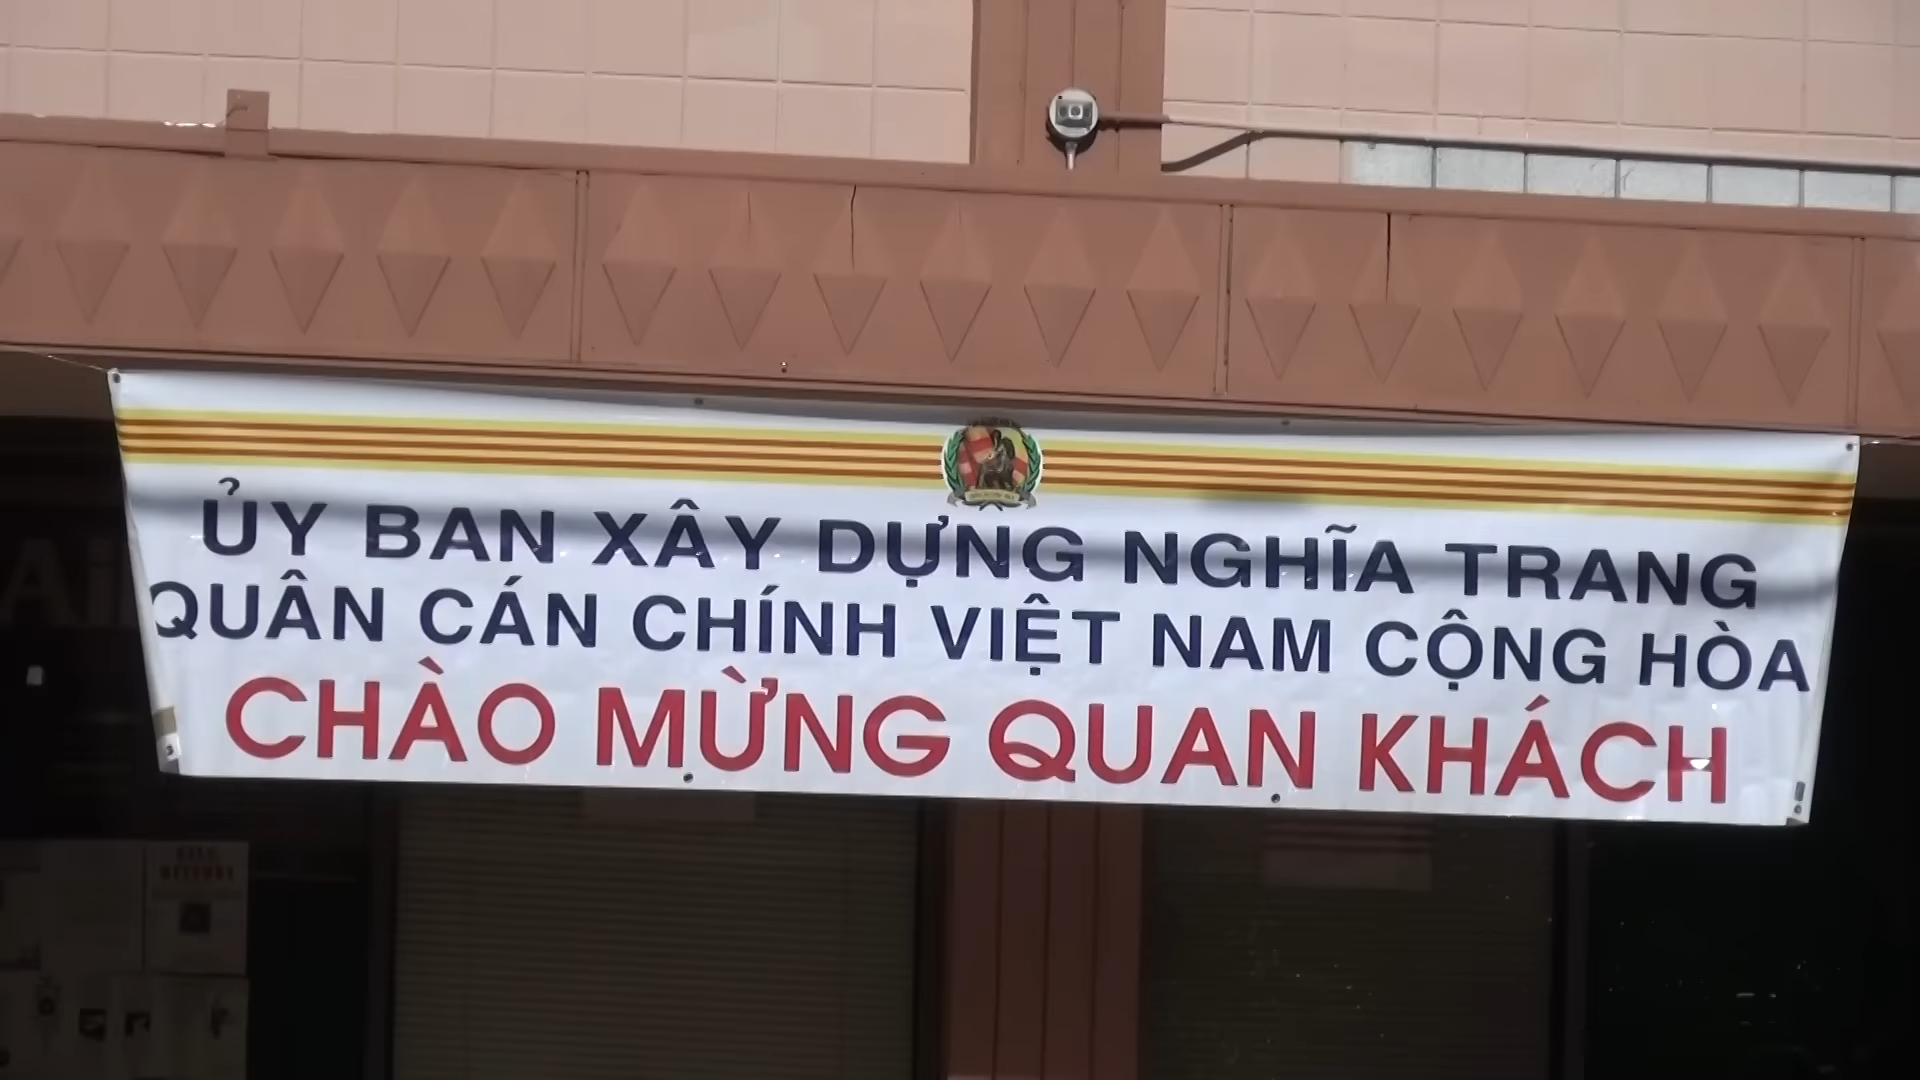 ỦY BAN XÂY DỰNG NGHĨA TRANG
QUÂN CÁN CHÍNH VIỆT NAM CỘNG HÒA
CHÀO MỪNG QUAN KHÁCH